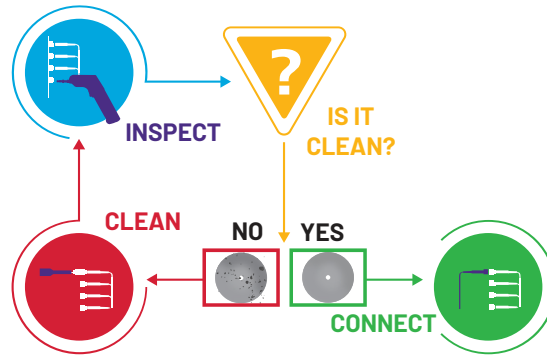 ?
INSPECT
IS IT
CLEAN?
CLEAN
NO
YES
CONNECT